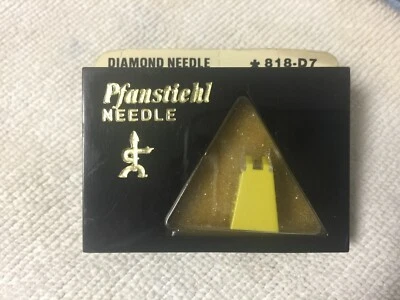 DIAMOND NEEDLE ★ 818-D7
Pfanstiehl
NEEDLE